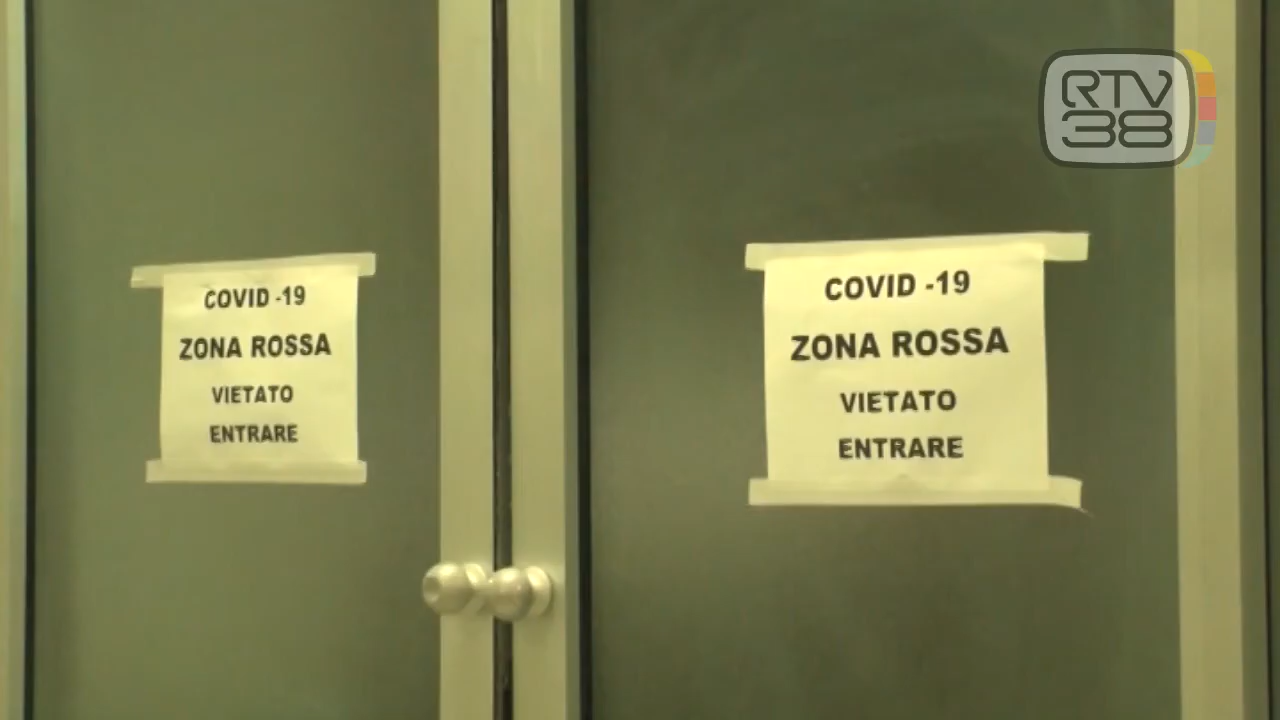 COVID -19
ZONA ROSSA
VIETATO
ENTRARE
COVID -19
ZONA ROSSA
VIETATO
ENTRARE
RTV
38